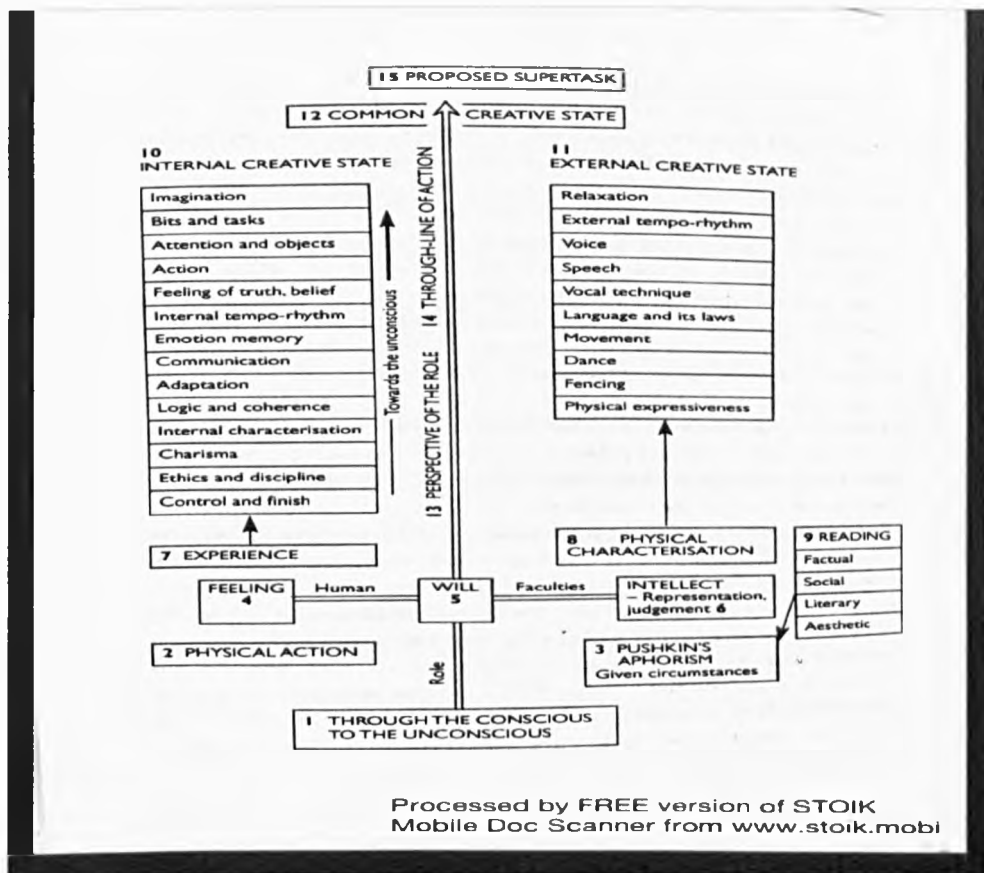 15 PROPOSED SUPERTASK
12 COMMON CREATIVE STATE
10
INTERNAL CREATIVE STATE
Imagination
Bits and tasks
Attention and objects
Action
Feeling of truth, belief
Internal tempo-rhythm
Emotion memory
Communication
Adaptation
Logic and coherence
Internal characterisation
Charisma
Ethics and discipline
Control and finish
7 EXPERIENCE
Towards the unconscious
13 PERSPECTIVE OF THE ROLE 14 THROUGH-LINE OF ACTION
11
EXTERNAL CREATIVE STATE
Relaxation
External tempo-rhythm
Voice
Speech
Vocal technique
Language and its laws
Movement
Dance
Fencing
Physical expressiveness
8 PHYSICAL
CHARACTERISATION
9 READING
Factual
Social
Literary
Aesthetic
FEELING
4
Human
WILL
5
Faculties
INTELLECT
– Representation,
judgement 6
2 PHYSICAL ACTION
Role
3 PUSHKIN'S
APHORISM
Given circumstances
1 THROUGH THE CONSCIOUS
TO THE UNCONSCIOUS
Processed by FREE version of STOIK
Mobile Doc Scanner from www.stoik.mobi